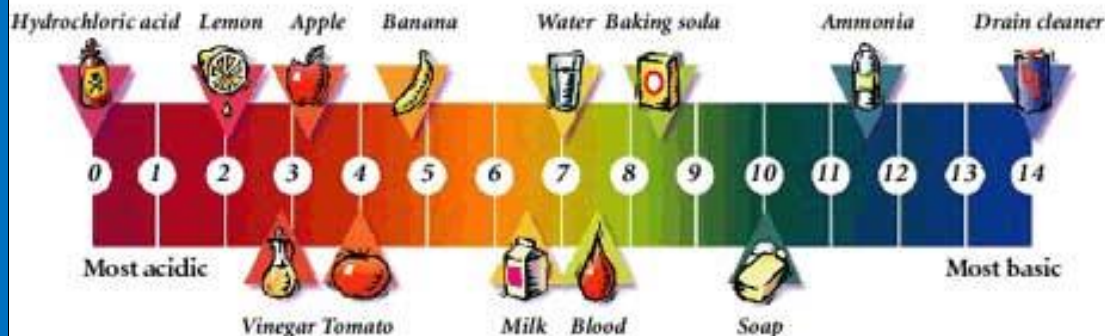 Hydrochloric acid Lemon Apple Banana Water Baking soda Ammonia Drain cleaner
0 1 2 3 4 5 6 7 8 9 10 11 12 13 14
Most acidic Most basic
Vinegar Tomato Milk Blood Soap